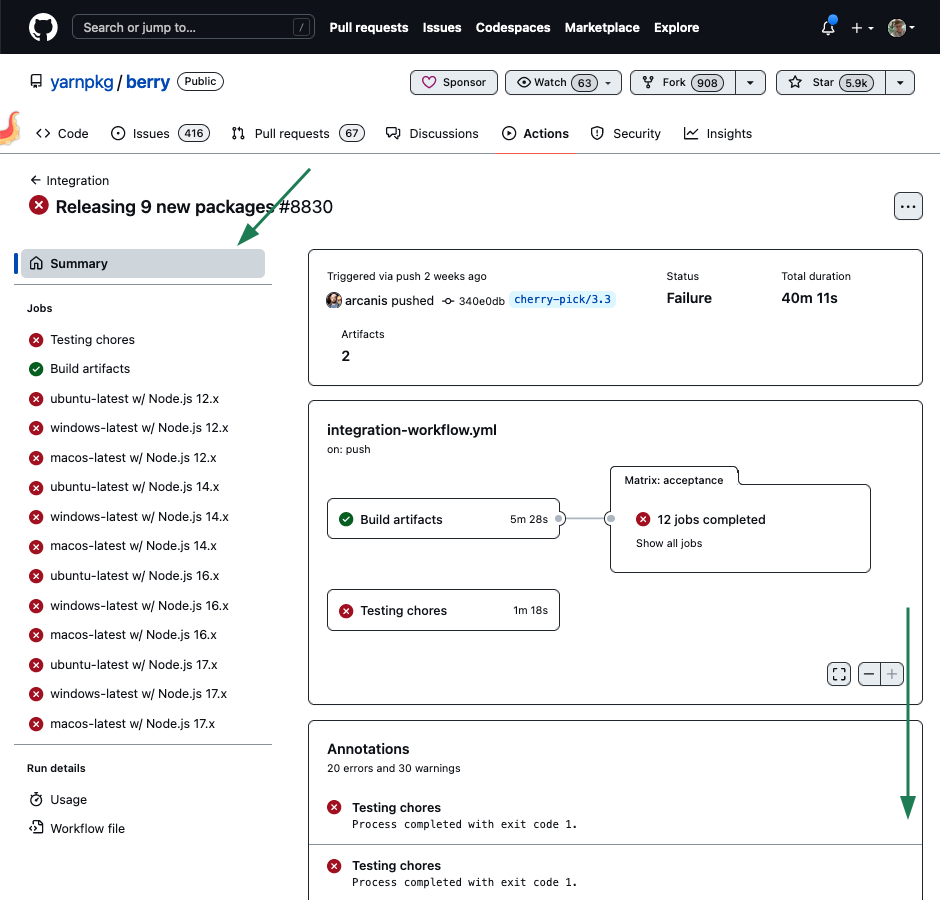 Search or jump to... /
Pull requests Issues Codespaces Marketplace Explore
yarnpkg / berry Public
Sponsor Watch 63 Fork 908 Star 5.9k
Code Issues 416 Pull requests 67 Discussions Actions Security Insights
Integration
Releasing 9 new packages #8830
Summary
Jobs
Testing chores
Build artifacts
ubuntu-latest w/ Node.js 12.x
windows-latest w/ Node.js 12.x
macos-latest w/ Node.js 12.x
ubuntu-latest w/ Node.js 14.x
windows-latest w/ Node.js 14.x
macos-latest w/ Node.js 14.x
ubuntu-latest w/ Node.js 16.x
windows-latest w/ Node.js 16.x
macos-latest w/ Node.js 16.x
ubuntu-latest w/ Node.js 17.x
windows-latest w/ Node.js 17.x
macos-latest w/ Node.js 17.x
Run details
Usage
Workflow file
Triggered via push 2 weeks ago
arcanis pushed 340e0db cherry-pick/3.3
Status
Failure
Total duration
40m 11s
Artifacts
2
integration-workflow.yml
on: push
Build artifacts 5m 28s
Matrix: acceptance
12 jobs completed
Show all jobs
Testing chores 1m 18s
Annotations
20 errors and 30 warnings
Testing chores
Process completed with exit code 1.
Testing chores
Process completed with exit code 1.